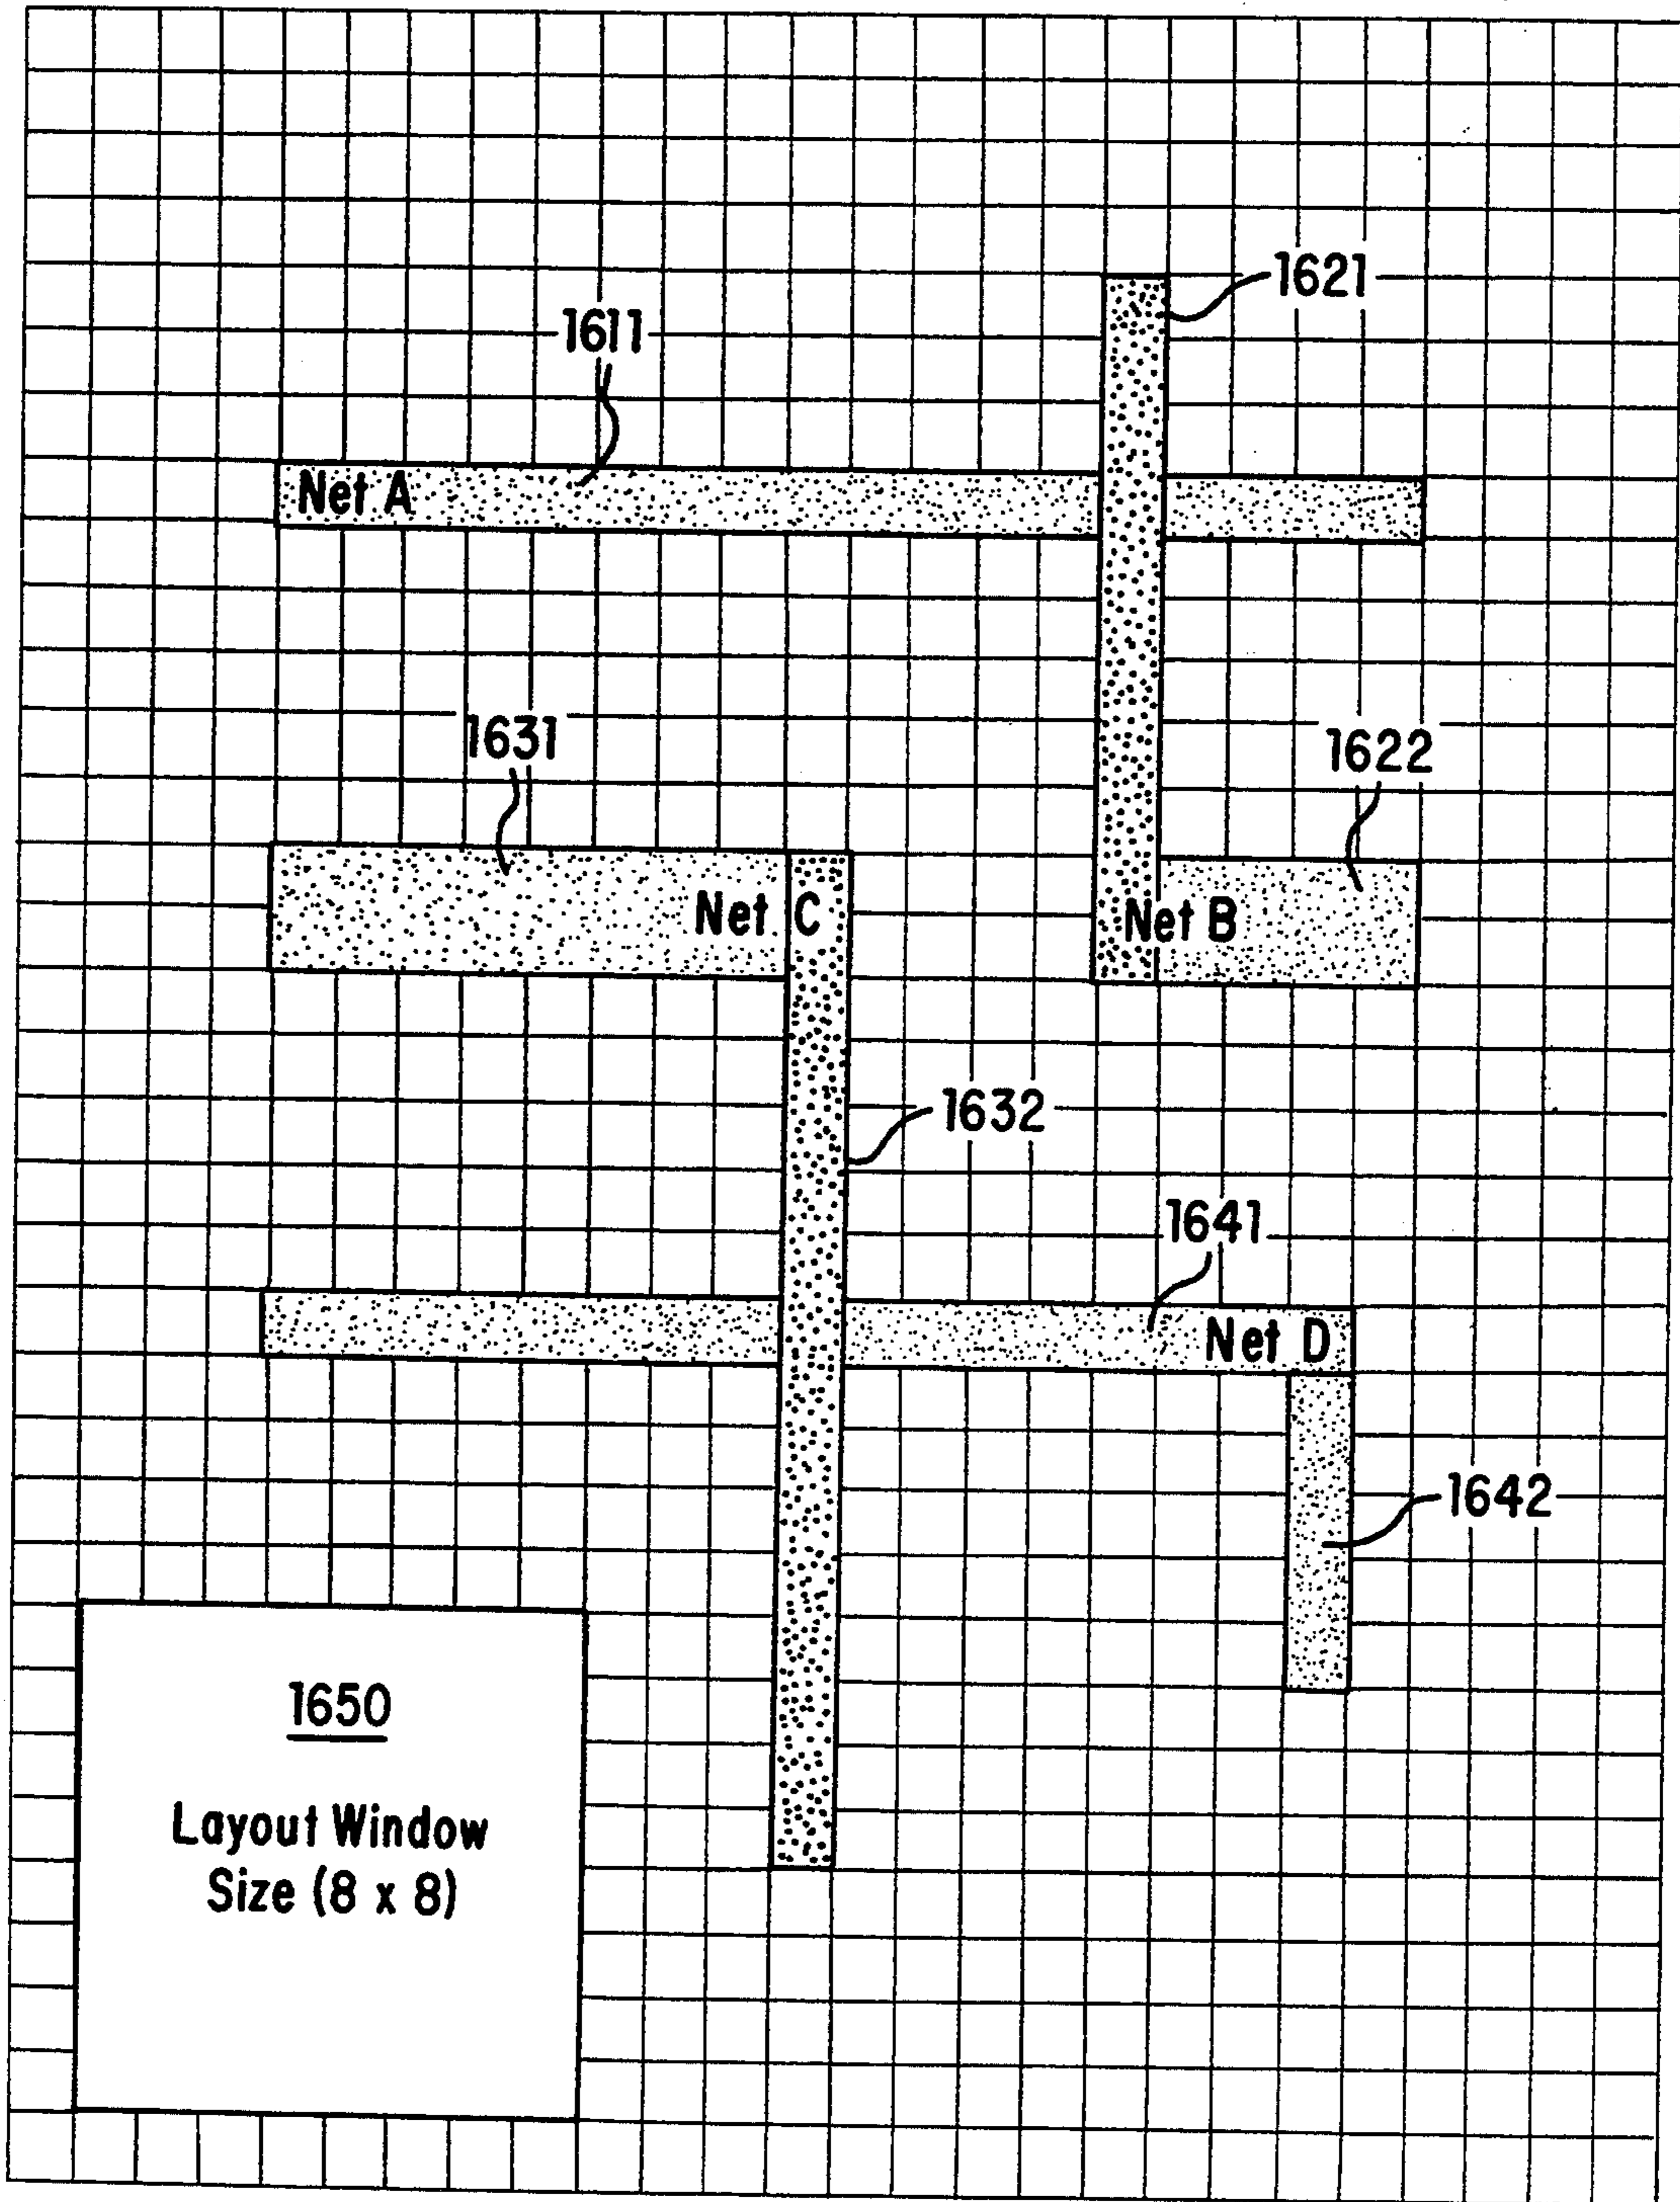 1621
1611
Net A
1631
1622
Net C
Net B
1632
1641
Net D
1642
1650
Layout Window
Size (8 x 8)